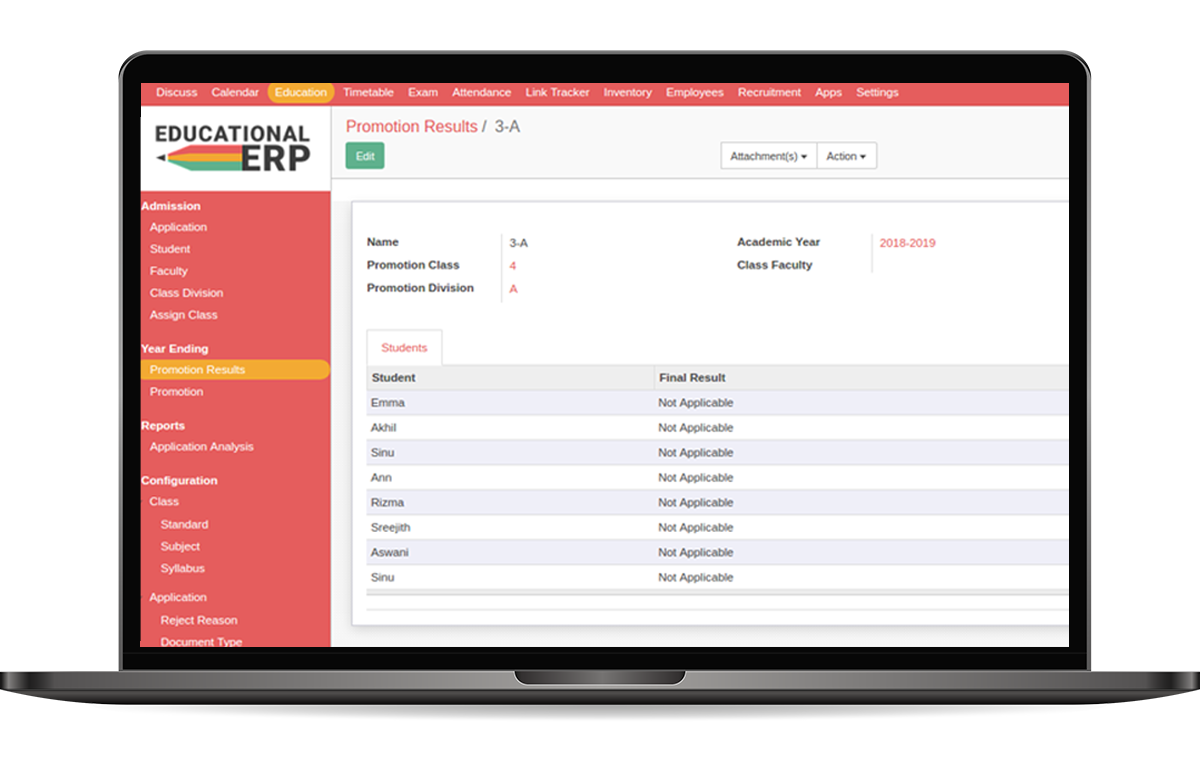 Discuss Calendar Education Timetable Exam Attendance Link Tracker Inventory Employees Recruitment Apps Settings
EDUCATIONAL
ERP
Promotion Results / 3-A
Edit
Attachment(s) Action
Admission
Application
Student
Faculty
Class Division
Assign Class
Year Ending
Promotion Results
Promotion
Reports
Application Analysis
Configuration
Class
Standard
Subject
Syllabus
Application
Reject Reason
Document Type
Name 3-A Academic Year 2018-2019
Promotion Class 4 Class Faculty
Promotion Division A
Students
Student Final Result
Emma Not Applicable
Akhil Not Applicable
Sinu Not Applicable
Ann Not Applicable
Rizma Not Applicable
Sreejith Not Applicable
Aswani Not Applicable
Sinu Not Applicable